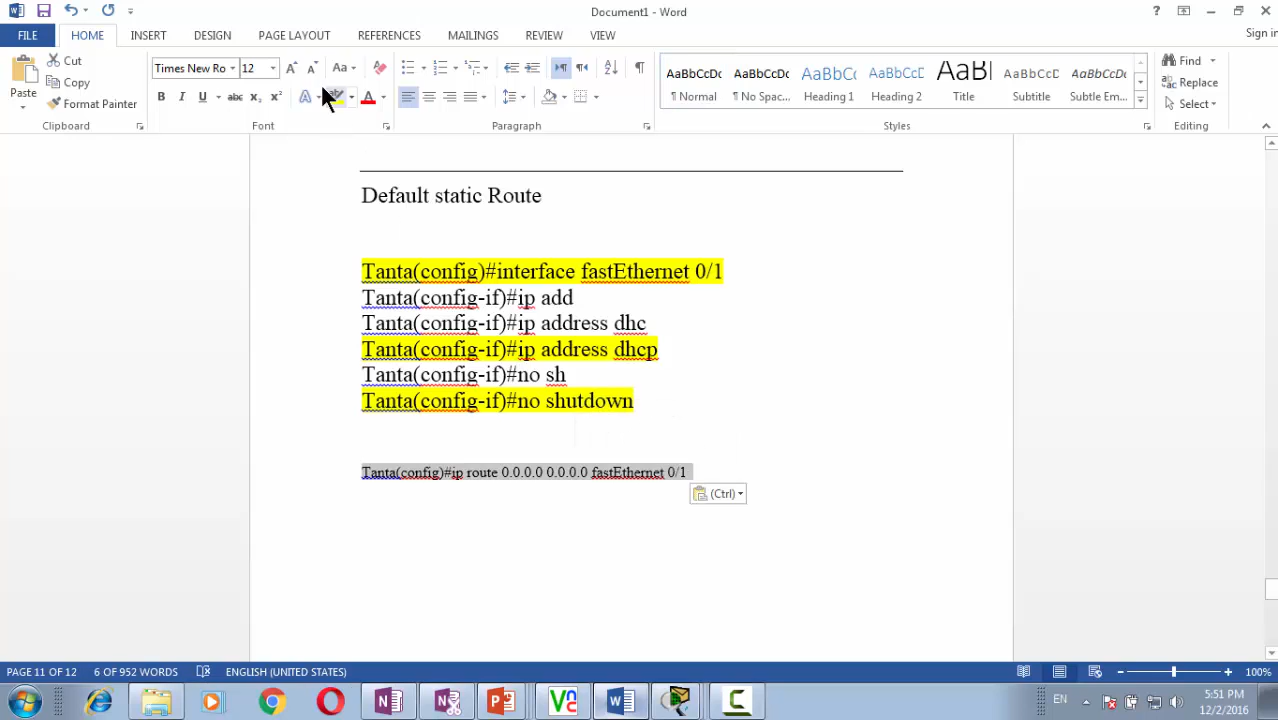 Document1 - Word
?
FILE
HOME
INSERT
DESIGN
PAGE LAYOUT
REFERENCES
MAILINGS
REVIEW
VIEW
Sign in
Paste
Cut
Copy
Format Painter
Clipboard
Times New Ro
12
Aa
B I U abc x₂ x²
A
Font
Paragraph
AaBbCcDc
¶ Normal
AaBbCcDc
¶ No Spac...
AaBbCc
Heading 1
AaBbCcD
Heading 2
AaBl
Title
AaBbCcD
Subtitle
AaBbCcDc
Subtle Em...
Styles
Find
Replace
Select
Editing
Default static Route
Tanta(config)#interface fastEthernet 0/1
Tanta(config-if)#ip add
Tanta(config-if)#ip address dhc
Tanta(config-if)#ip address dhcp
Tanta(config-if)#no sh
Tanta(config-if)#no shutdown
Tanta(config)#ip route 0.0.0.0 0.0.0.0 fastEthernet 0/1
(Ctrl)
PAGE 11 OF 12
6 OF 952 WORDS
ENGLISH (UNITED STATES)
100%
EN
5:51 PM
12/2/2016